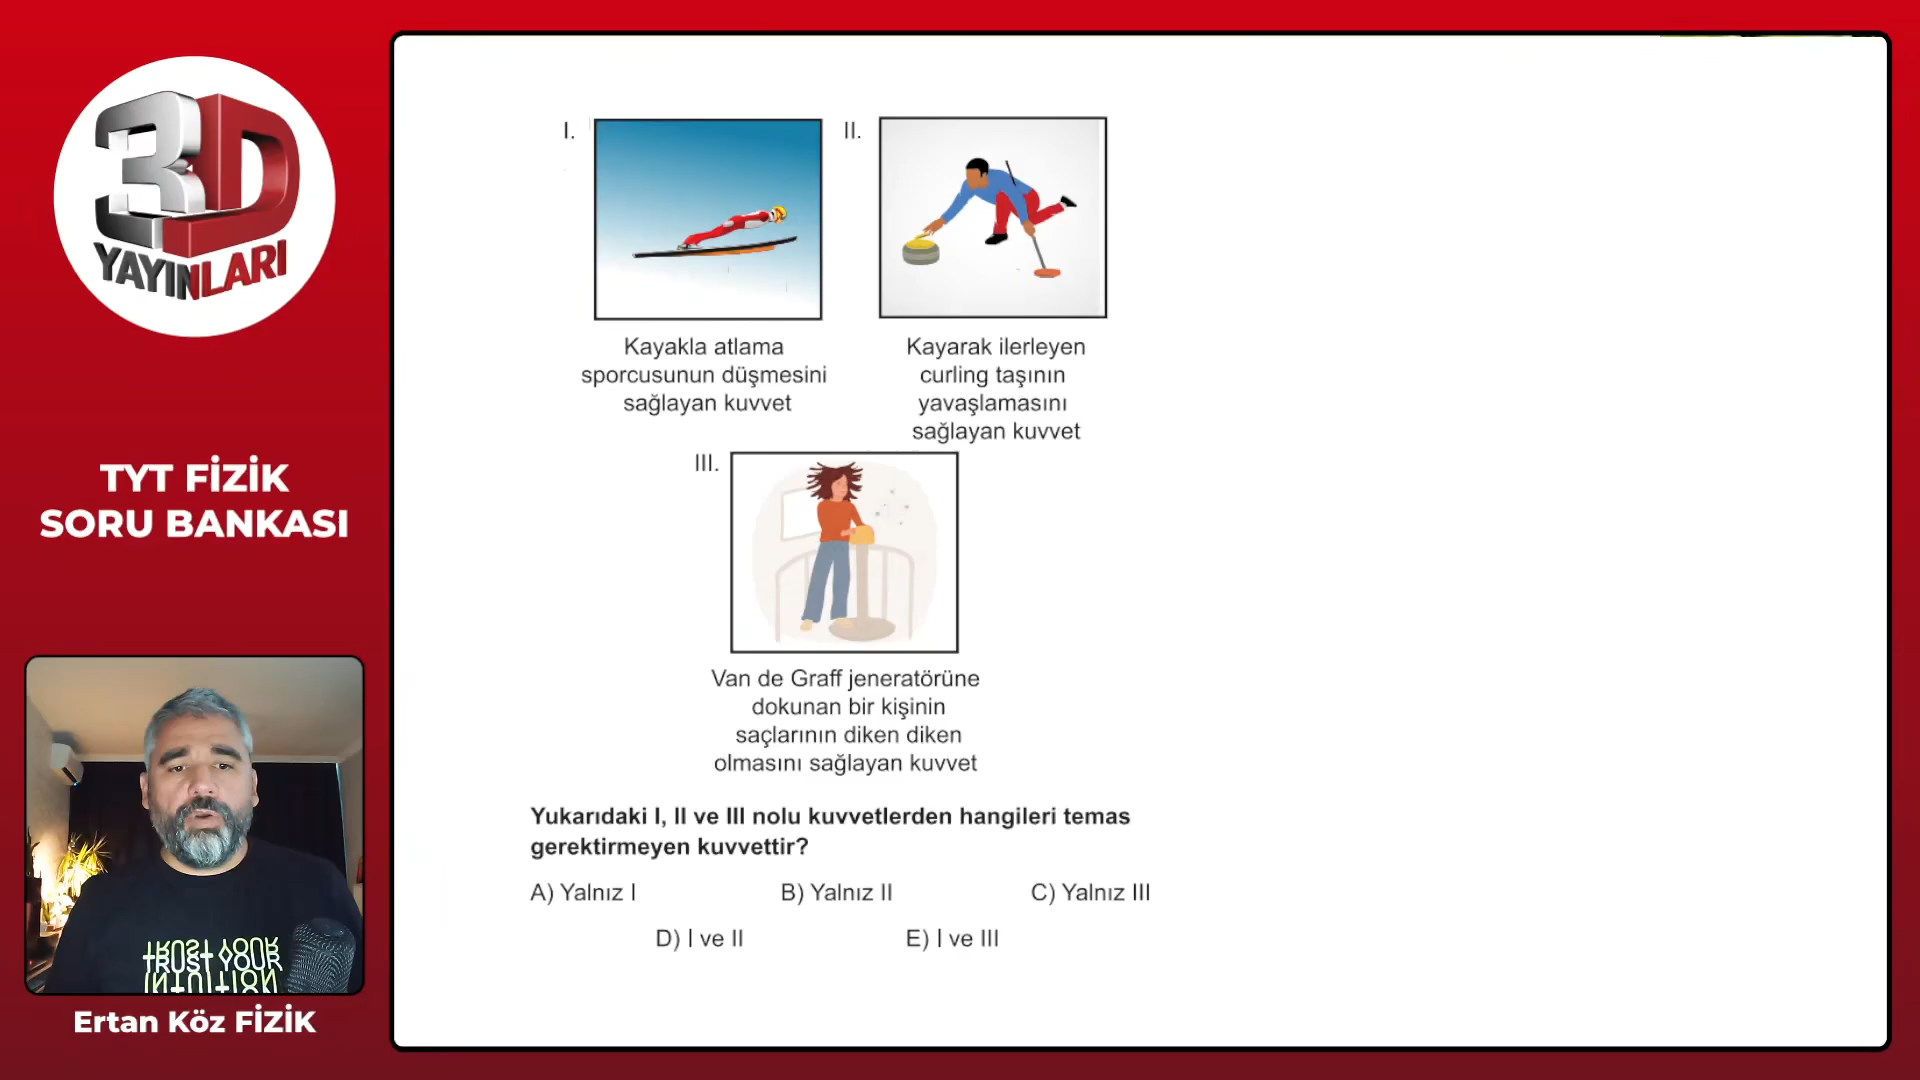 3D
YAYINLARI
TYT FİZİK
SORU BANKASI
TRUST YOUR
TRUST YOUR
INTUITION
Ertan Köz FİZİK
I.
II.
Kayakla atlama
sporcusunun düşmesini
sağlayan kuvvet
Kayarak ilerleyen
curling taşının
yavaşlamasını
sağlayan kuvvet
III.
Van de Graff jeneratörüne
dokunan bir kişinin
saçlarının diken diken
olmasını sağlayan kuvvet
Yukarıdaki I, II ve III nolu kuvvetlerden hangileri temas
gerektirmeyen kuvvettir?
A) Yalnız I B) Yalnız II C) Yalnız III
D) I ve II E) I ve III